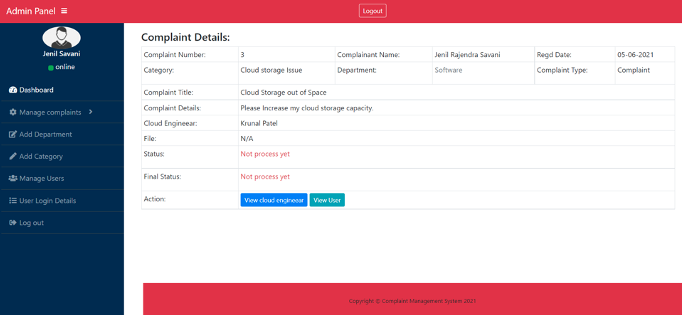 Admin Panel
Logout
Jenil Savani
online
Dashboard
Manage complaints
Add Department
Add Category
Manage Users
User Login Details
Log out
Complaint Details:
Complaint Number: 3 Complainant Name: Jenil Rajendra Savani Regd Date: 05-06-2021
Category: Cloud storage Issue Department: Software Complaint Type: Complaint
Complaint Title: Cloud Storage out of Space
Complaint Details: Please Increase my cloud storage capacity.
Cloud Engineear: Krunal Patel
File: N/A
Status: Not process yet
Final Status: Not process yet
Action: View cloud engineear View User
Copyright © Complaint Management System 2021